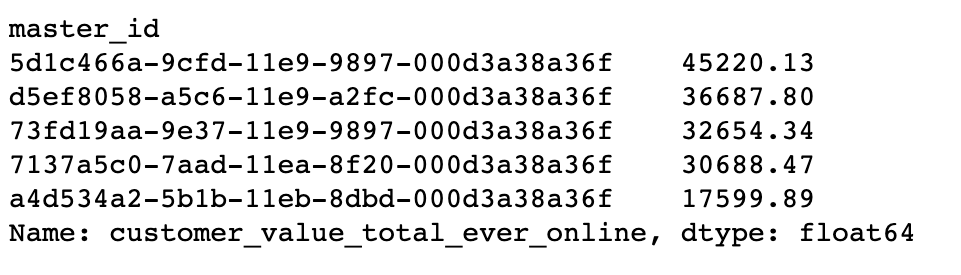 master_id
5d1c466a-9cfd-11e9-9897-000d3a38a36f    45220.13
d5ef8058-a5c6-11e9-a2fc-000d3a38a36f    36687.80
73fd19aa-9e37-11e9-9897-000d3a38a36f    32654.34
7137a5c0-7aad-11ea-8f20-000d3a38a36f    30688.47
a4d534a2-5b1b-11eb-8dbd-000d3a38a36f    17599.89
Name: customer_value_total_ever_online, dtype: float64